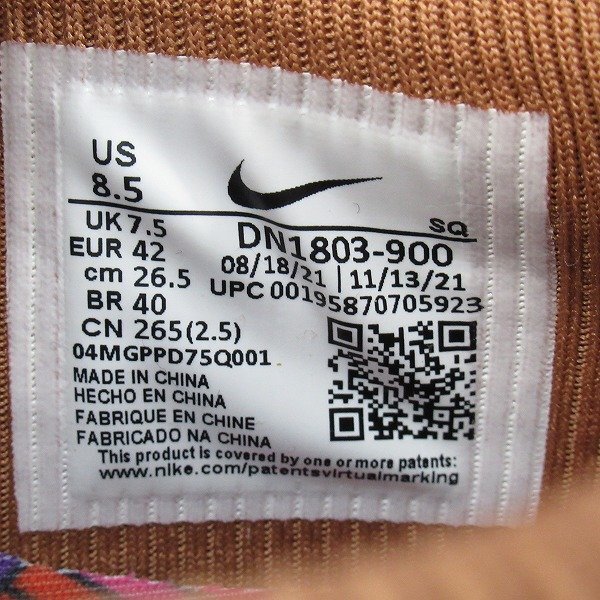 US
8.5
SQ
UK 7.5
DN1803-900
EUR 42
08/18/21 | 11/13/21
cm 26.5
UPC 00195870705923
BR 40
CN 265(2.5)
04MGPPD75Q001
MADE IN CHINA
HECHO EN CHINA
FABRIQUE EN CHINE
FABRICADO NA CHINA
This product is covered by one or more patents:
www.nike.com/patentsvirtualmarking